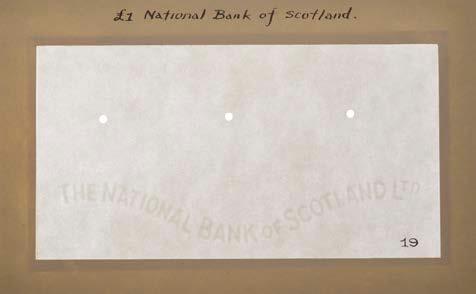 £1 National Bank of Scotland.
THE NATIONAL BANK OF SCOTLAND LTD
19